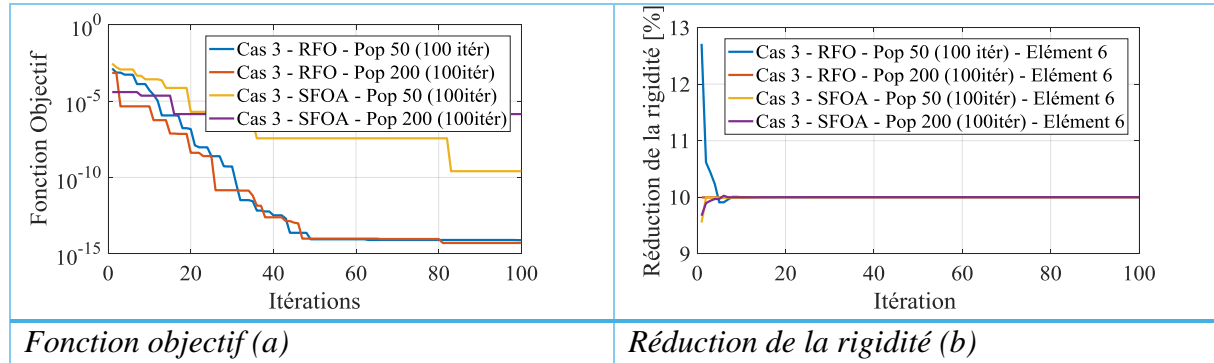 Fonction Objectif
10^0
10^-5
10^-10
10^-15
Cas 3 - RFO - Pop 50 (100 itér)
Cas 3 - RFO - Pop 200 (100itér)
Cas 3 - SFOA - Pop 50 (100itér)
Cas 3 - SFOA - Pop 200 (100itér)
0 20 40 60 80 100
Itérations
Réduction de la rigidité [%]
13
12
11
10
9
Cas 3 - RFO - Pop 50 (100 itér) - Elément 6
Cas 3 - RFO - Pop 200 (100itér) - Elément 6
Cas 3 - SFOA - Pop 50 (100itér) - Elément 6
Cas 3 - SFOA - Pop 200 (100itér) - Elément 6
0 20 40 60 80 100
Itération
Fonction objectif (a)
Réduction de la rigidité (b)